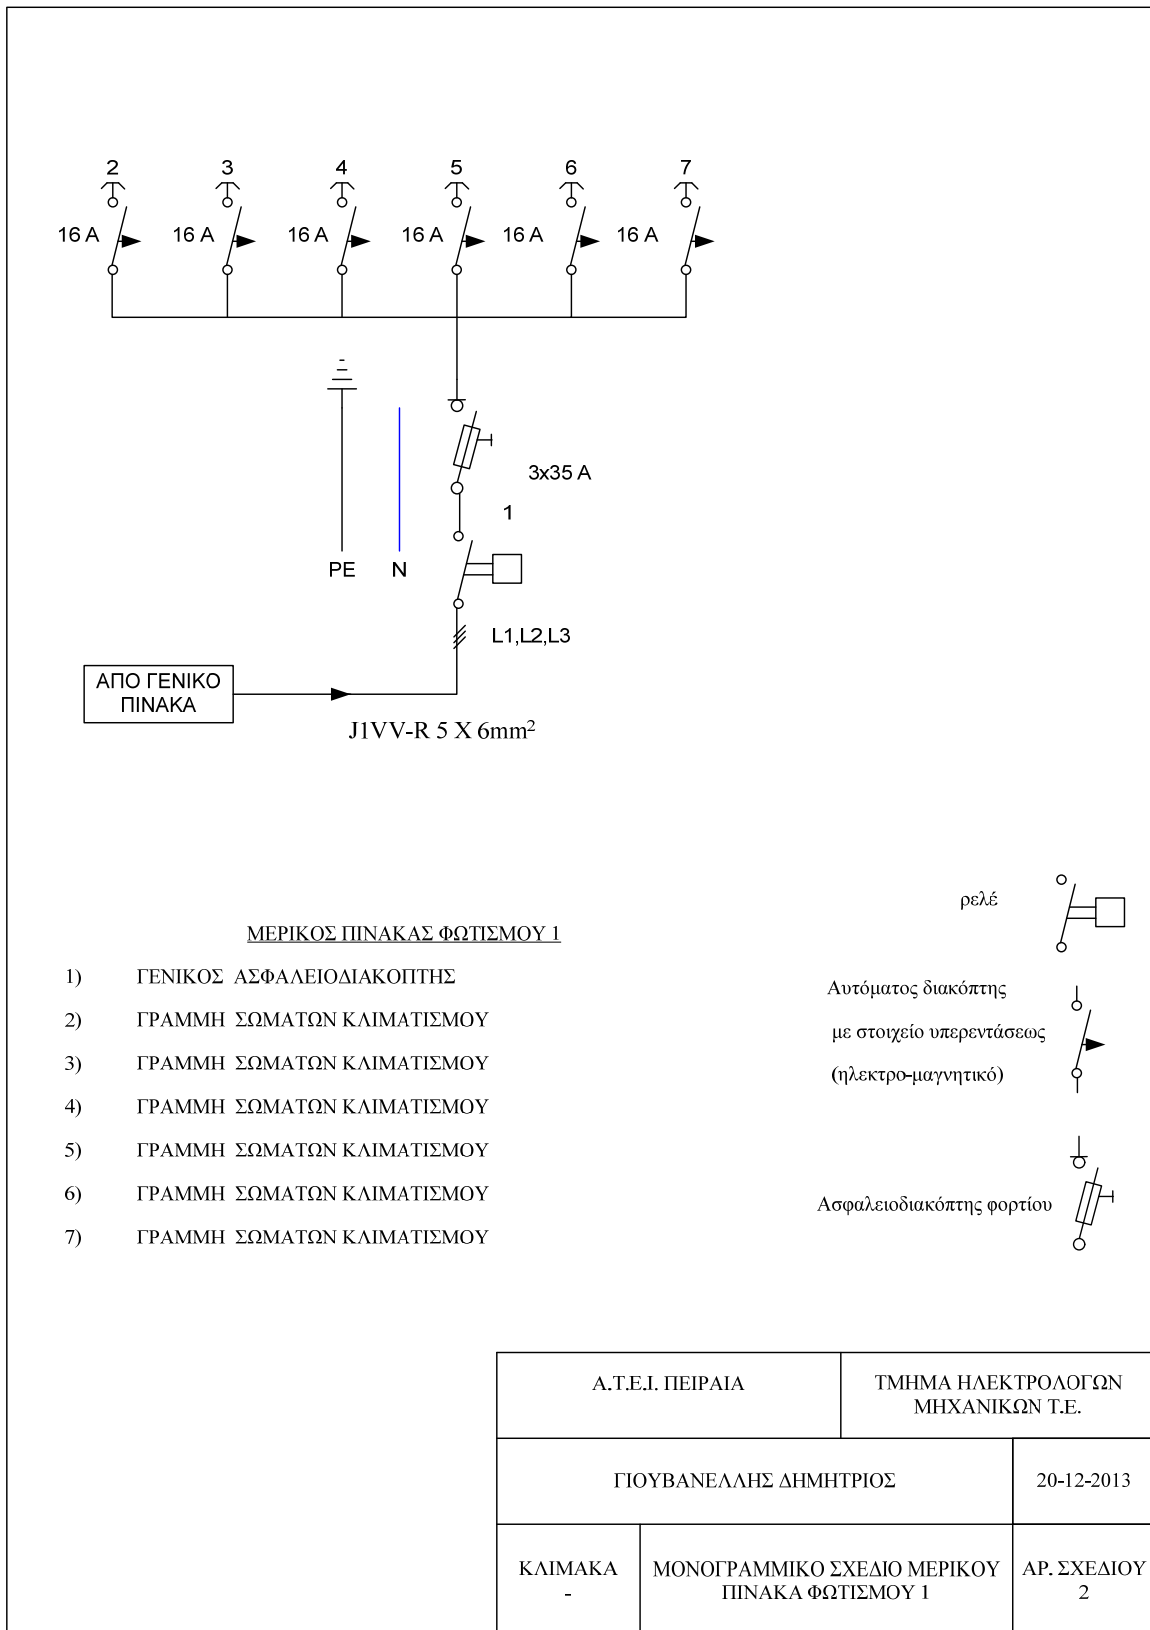 2 3 4 5 6 7
16 A 16 A 16 A 16 A 16 A 16 A
3x35 A
1
PE N
L1,L2,L3
ΑΠΟ ΓΕΝΙΚΟ
ΠΙΝΑΚΑ
J1VV-R 5 X 6mm²
ρελέ
ΜΕΡΙΚΟΣ ΠΙΝΑΚΑΣ ΦΩΤΙΣΜΟΥ 1
1) ΓΕΝΙΚΟΣ ΑΣΦΑΛΕΙΟΔΙΑΚΟΠΤΗΣ
2) ΓΡΑΜΜΗ ΣΩΜΑΤΩΝ ΚΛΙΜΑΤΙΣΜΟΥ
3) ΓΡΑΜΜΗ ΣΩΜΑΤΩΝ ΚΛΙΜΑΤΙΣΜΟΥ
4) ΓΡΑΜΜΗ ΣΩΜΑΤΩΝ ΚΛΙΜΑΤΙΣΜΟΥ
5) ΓΡΑΜΜΗ ΣΩΜΑΤΩΝ ΚΛΙΜΑΤΙΣΜΟΥ
6) ΓΡΑΜΜΗ ΣΩΜΑΤΩΝ ΚΛΙΜΑΤΙΣΜΟΥ
7) ΓΡΑΜΜΗ ΣΩΜΑΤΩΝ ΚΛΙΜΑΤΙΣΜΟΥ
Αυτόματος διακόπτης
με στοιχείο υπερεντάσεως
(ηλεκτρο-μαγνητικό)
Ασφαλειοδιακόπτης φορτίου
Α.Τ.Ε.Ι. ΠΕΙΡΑΙΑ
ΤΜΗΜΑ ΗΛΕΚΤΡΟΛΟΓΩΝ
ΜΗΧΑΝΙΚΩΝ Τ.Ε.
ΓΙΟΥΒΑΝΕΛΛΗΣ ΔΗΜΗΤΡΙΟΣ
20-12-2013
ΚΛΙΜΑΚΑ
-
ΜΟΝΟΓΡΑΜΜΙΚΟ ΣΧΕΔΙΟ ΜΕΡΙΚΟΥ
ΠΙΝΑΚΑ ΦΩΤΙΣΜΟΥ 1
ΑΡ. ΣΧΕΔΙΟΥ
2